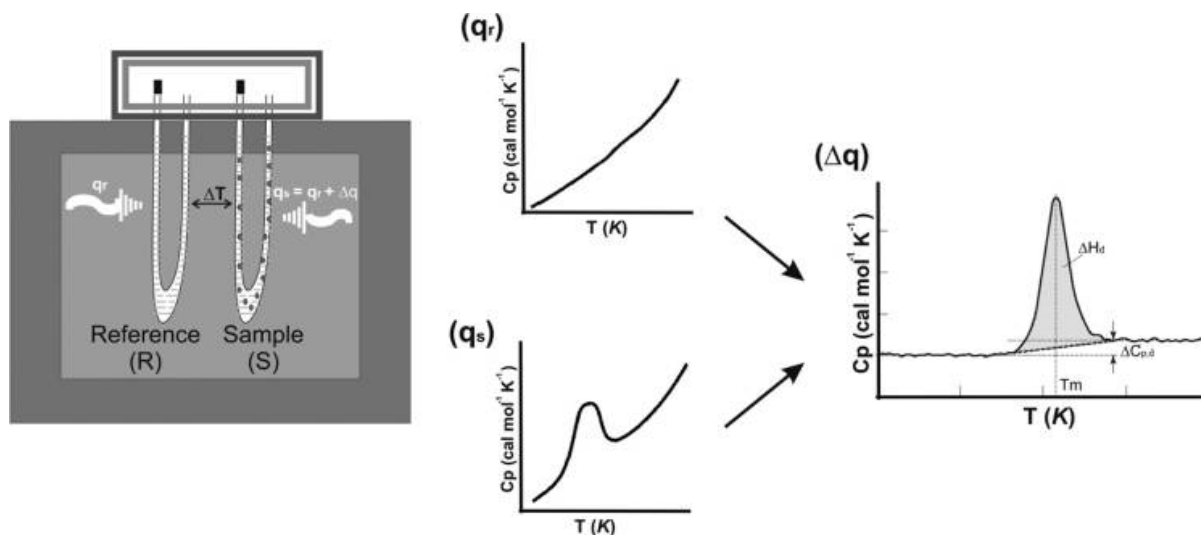 qr
ΔT
qs = qr + Δq
Reference
(R)
Sample
(S)
(qr)
Cp (cal mol-1 K-1)
T (K)
(qs)
Cp (cal mol-1 K-1)
T (K)
(Δq)
Cp (cal mol-1 K-1)
ΔHd
ΔCp,d
Tm
T (K)